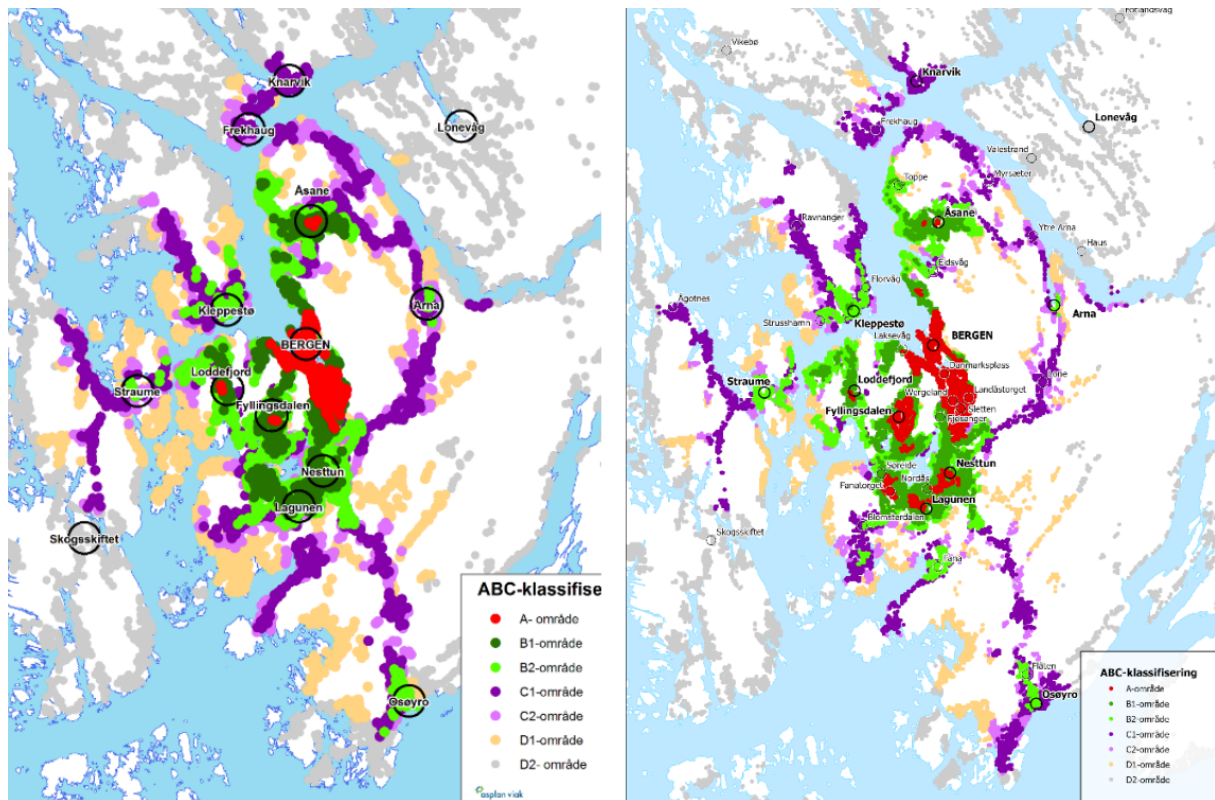 Knarvik
Frekhaug
Lonevåg
Åsane
Kleppestø
Arna
BERGEN
Loddefjord
Straume
Fyllingsdalen
Nesttun
Lagunen
Skogsskiftet
Osøyro
ABC-klassifise
A- område
B1-område
B2-område
C1-område
C2-område
D1-område
D2- område
asplan viak
Fotlandsvåg
Vikebø
Knarvik
Lonevåg
Frekhaug
Valestrand
Myrsæter
Toppe
Åsane
Ravnanger
Ytre Arna
Haus
Eidsvåg
Florvåg
Ågotnes
Kleppestø
Arna
Strusshamn
Laksevåg
BERGEN
Danmarksplass
Straume
Loddefjord
Wergeland
Landåstorget
Fyllingsdalen
Sletten
Fjøsanger
Søreide
Nesttun
Fanatorget
Nordås
Lagunen
Blomsterdalen
Skogsskiftet
Fana
Flåten
Osøyro
ABC-klassifisering
A-område
B1-område
B2-område
C1-område
C2-område
D1-område
D2-område